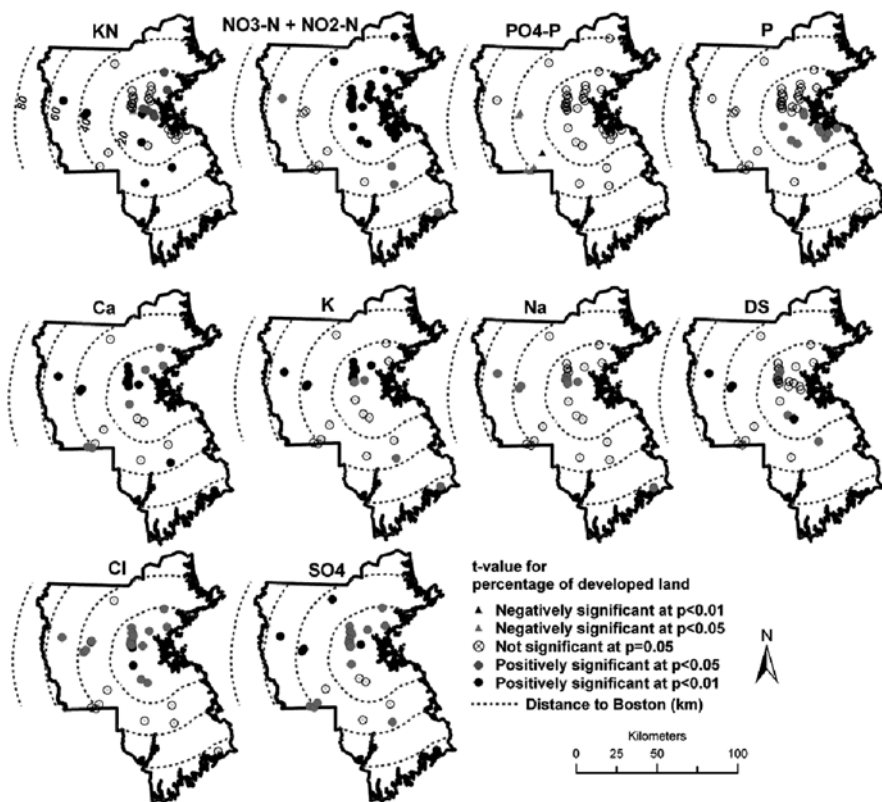 KN
NO3-N + NO2-N
PO4-P
P
80
60
40
20
Ca
K
Na
DS
Cl
SO4
t-value for
percentage of developed land
Negatively significant at p<0.01
Negatively significant at p<0.05
Not significant at p=0.05
Positively significant at p<0.05
Positively significant at p<0.01
Distance to Boston (km)
N
Kilometers
0 25 50 100